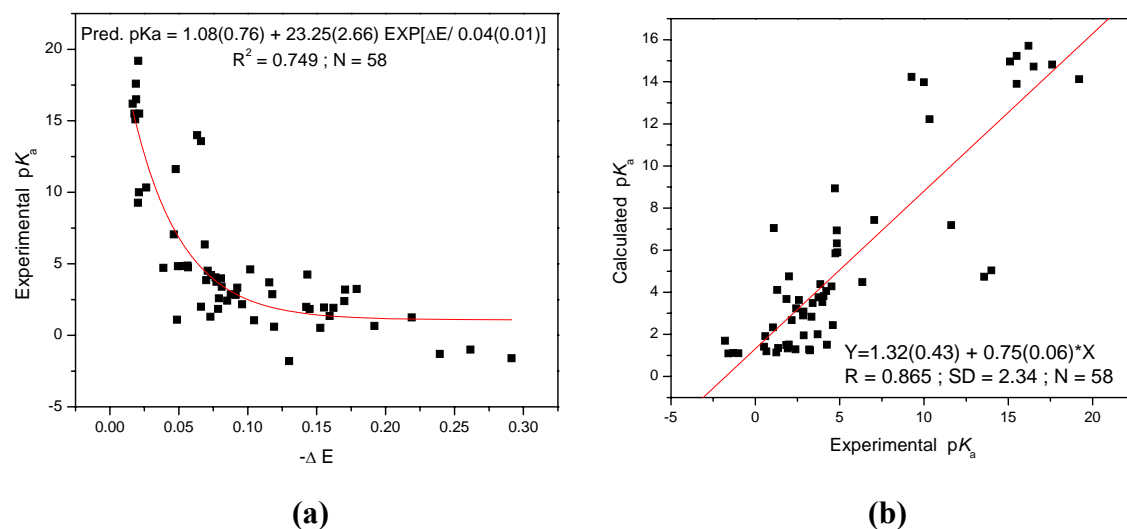 Pred. pKa = 1.08(0.76) + 23.25(2.66) EXP[ΔE/ 0.04(0.01)]
R² = 0.749 ; N = 58
Experimental pKₐ
20
15
10
5
0
-5
0.00 0.05 0.10 0.15 0.20 0.25 0.30
-Δ E
(a)
Calculated pKₐ
16
14
12
10
8
6
4
2
0
Y=1.32(0.43) + 0.75(0.06)*X
R = 0.865 ; SD = 2.34 ; N = 58
-5 0 5 10 15 20
Experimental pKₐ
(b)